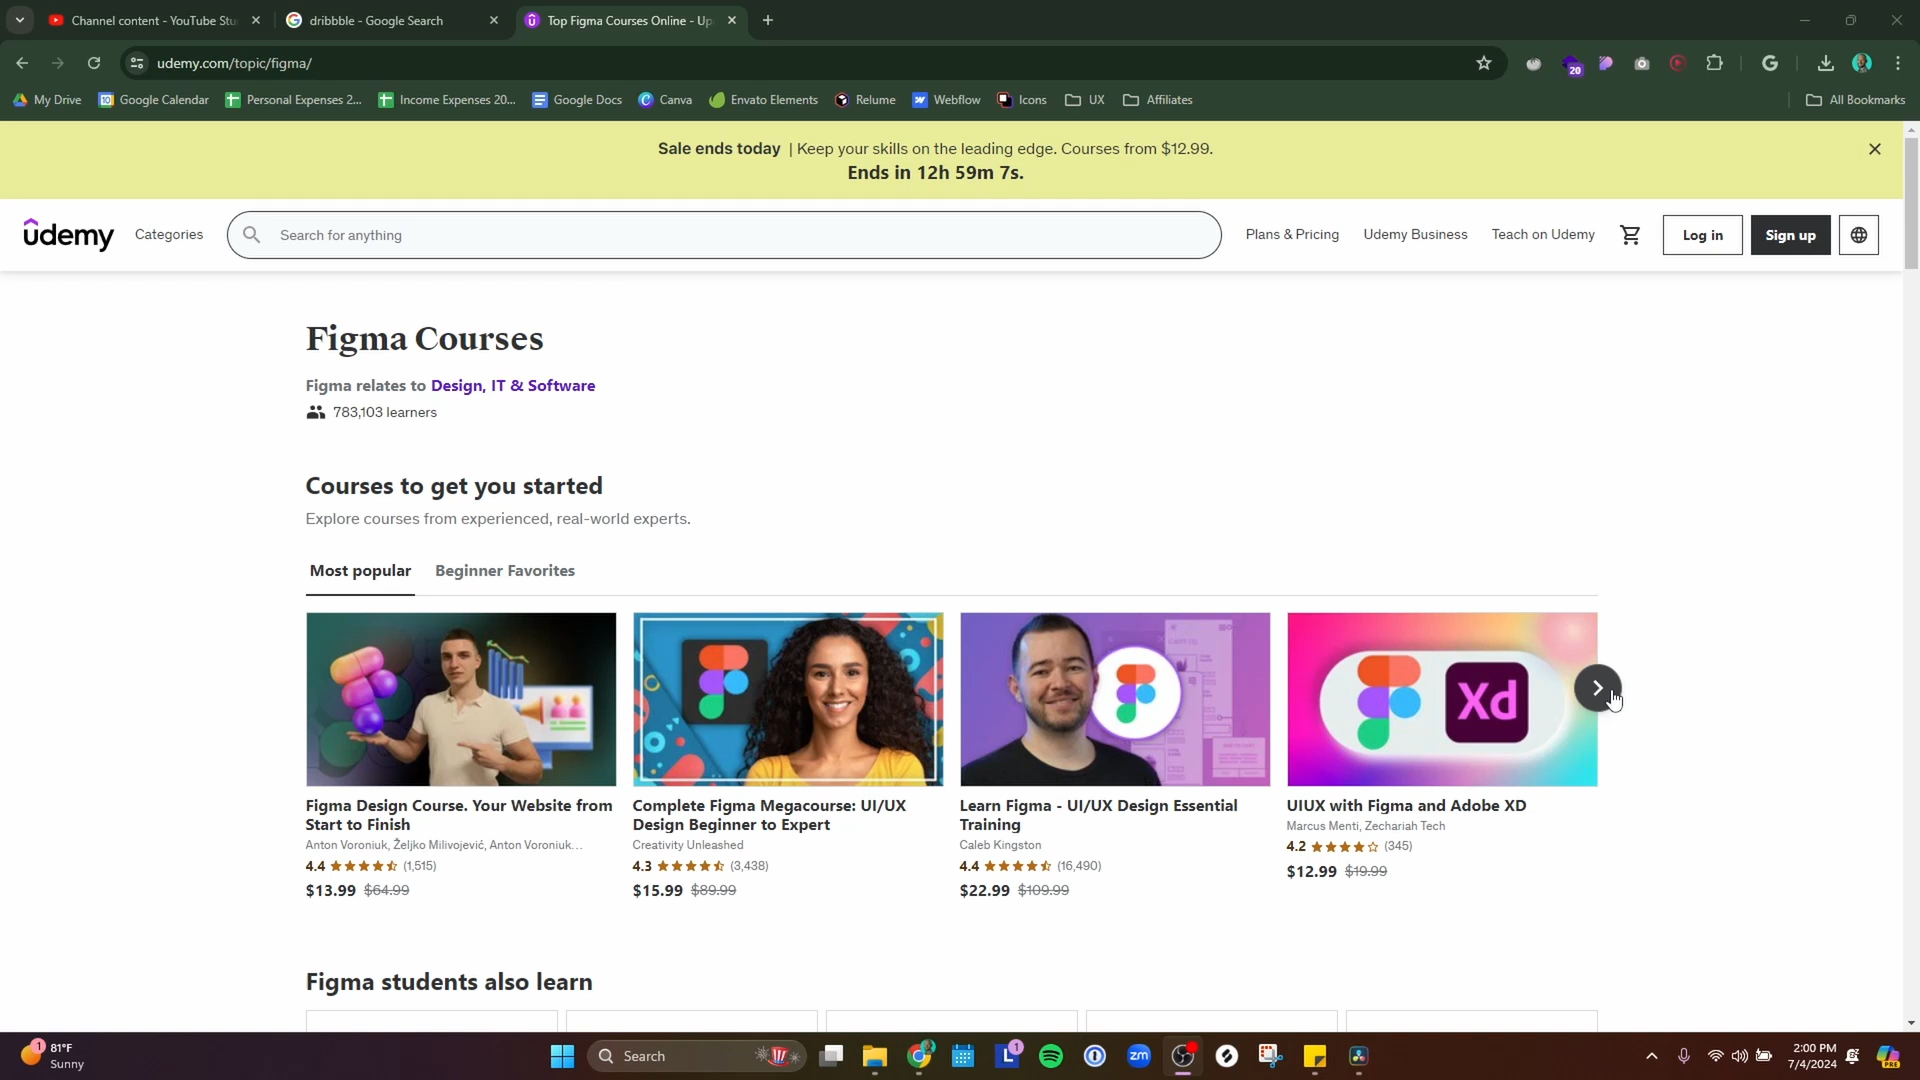 Channel content - YouTube Stu
dribbble - Google Search
Top Figma Courses Online - Up
udemy.com/topic/figma/
20
My Drive
Google Calendar
Personal Expenses 2...
Income Expenses 20...
Google Docs
Canva
Envato Elements
Relume
Webflow
Icons
UX
Affiliates
All Bookmarks
Sale ends today | Keep your skills on the leading edge. Courses from $12.99.
Ends in 12h 59m 7s.
ûdemy
Categories
Search for anything
Plans & Pricing
Udemy Business
Teach on Udemy
Log in
Sign up
Figma Courses
Figma relates to Design, IT & Software
783,103 learners
Courses to get you started
Explore courses from experienced, real-world experts.
Most popular
Beginner Favorites
Xd
Figma Design Course. Your Website from
Start to Finish
Anton Voroniuk, Željko Milivojević, Anton Voroniuk...
4.4 (1,515)
$13.99 $64.99
Complete Figma Megacourse: UI/UX
Design Beginner to Expert
Creativity Unleashed
4.3 (3,438)
$15.99 $89.99
Learn Figma - UI/UX Design Essential
Training
Caleb Kingston
4.4 (16,490)
$22.99 $109.99
UIUX with Figma and Adobe XD
Marcus Menti, Zechariah Tech
4.2 (345)
$12.99 $19.99
Figma students also learn
1
81°F
Sunny
Search
L
1
zm
2:00 PM
7/4/2024
PRE